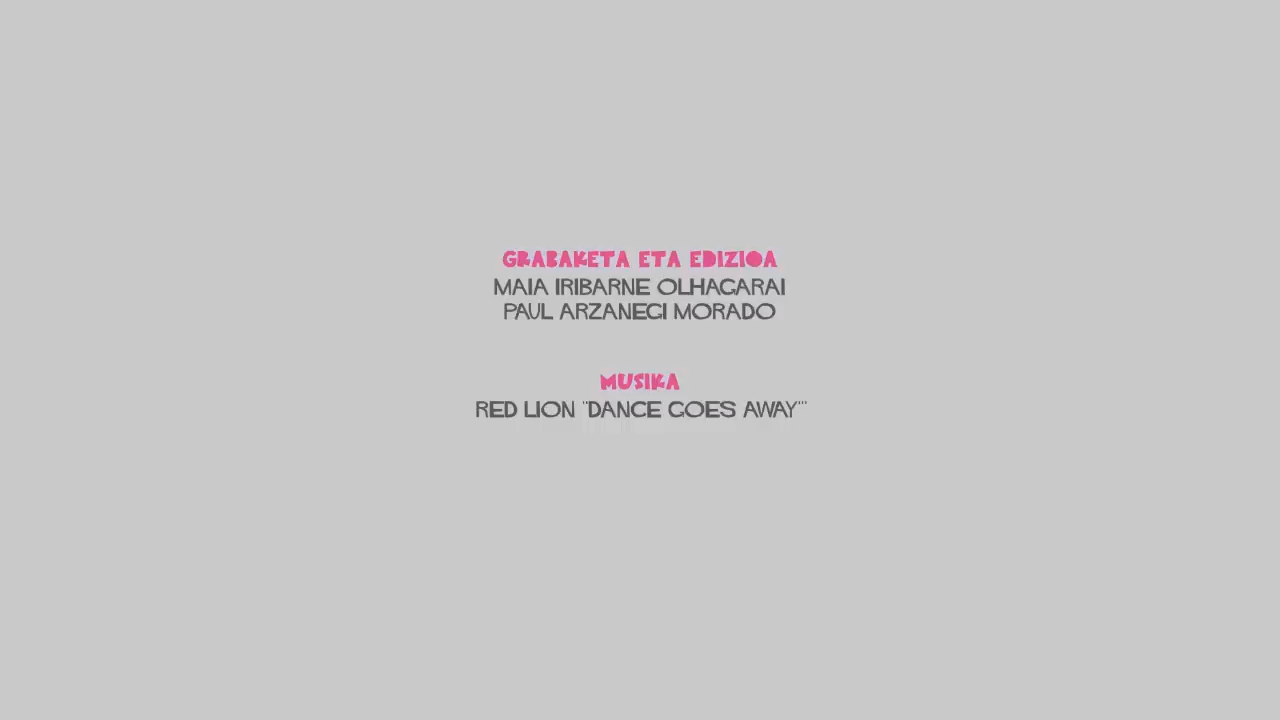 GRABAKETA ETA EDIZIOA
MAIA IRIBARNE OLHAGARAI
PAUL ARZANEGI MORADO
MUSIKA
RED LION "DANCE GOES AWAY"'